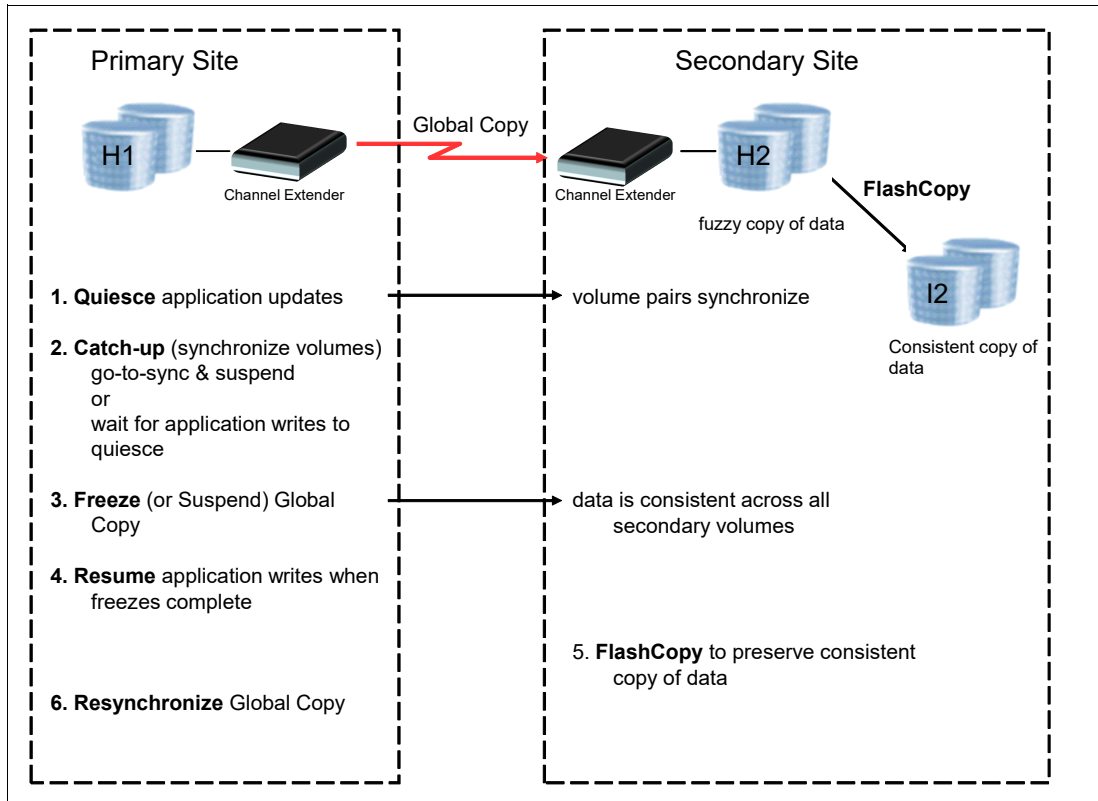 Primary Site
Secondary Site
Global Copy
H1
H2
Channel Extender
Channel Extender
FlashCopy
fuzzy copy of data
I2
Consistent copy of
data
1. Quiesce application updates
volume pairs synchronize
2. Catch-up (synchronize volumes)
go-to-sync & suspend
or
wait for application writes to
quiesce
3. Freeze (or Suspend) Global
Copy
data is consistent across all
secondary volumes
4. Resume application writes when
freezes complete
5. FlashCopy to preserve consistent
copy of data
6. Resynchronize Global Copy